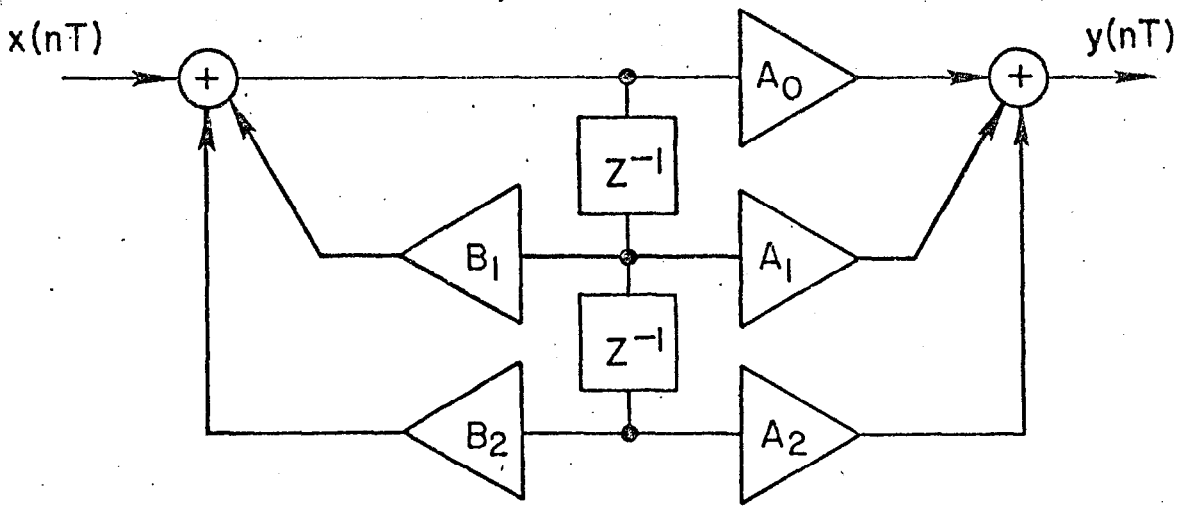 x(nT)
y(nT)
+
A0
+
Z⁻¹
B1
A1
Z⁻¹
B2
A2